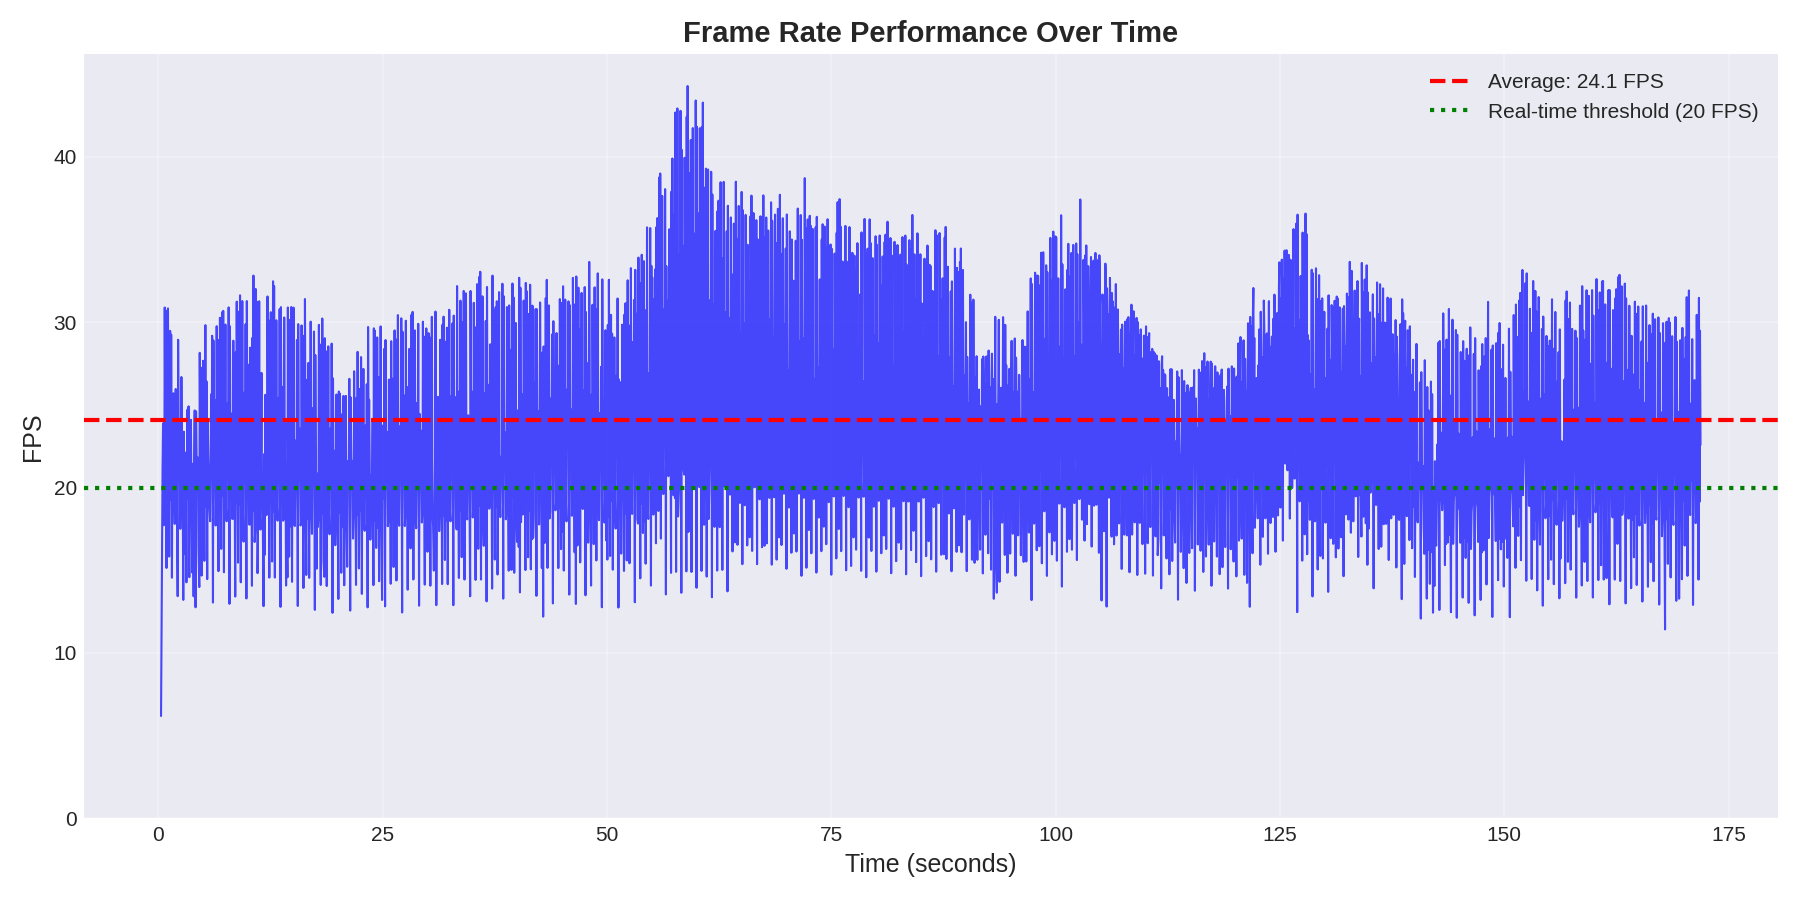 Frame Rate Performance Over Time
Average: 24.1 FPS
Real-time threshold (20 FPS)
FPS
40
30
20
10
0
0 25 50 75 100 125 150 175
Time (seconds)